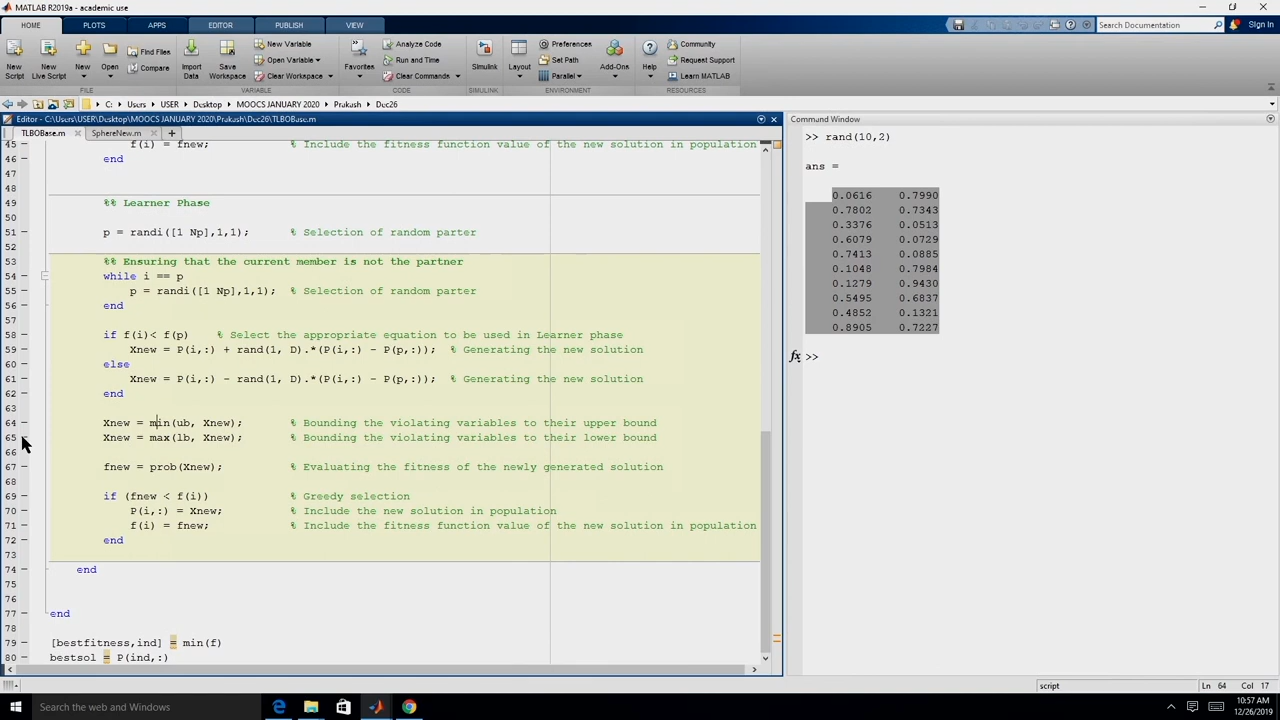 MATLAB R2019a - academic use
HOME PLOTS APPS EDITOR PUBLISH VIEW
Search Documentation Sign In
New Script
New Live Script
New
Open
Find Files
Compare
Import Data
Save Workspace
New Variable
Open Variable
Clear Workspace
Favorites
Analyze Code
Run and Time
Clear Commands
Simulink
Layout
Preferences
Set Path
Parallel
Add-Ons
Help
Community
Request Support
Learn MATLAB
FILE VARIABLE CODE SIMULINK ENVIRONMENT RESOURCES
C: Users USER Desktop MOOCS JANUARY 2020 Prakash Dec26
Editor - C:\Users\USER\Desktop\MOOCS JANUARY 2020\Prakash\Dec26\TLBOBase.m
TLBOBase.m SphereNew.m
45 f(i) = fnew; % Include the fitness function value of the new solution in population
46 end
47
48
49 %% Learner Phase
50
51 p = randi([1 Np],1,1); % Selection of random parter
52
53 %% Ensuring that the current member is not the partner
54 while i == p
55 p = randi([1 Np],1,1); % Selection of random parter
56 end
57
58 if f(i)< f(p) % Select the appropriate equation to be used in Learner phase
59 Xnew = P(i,:) + rand(1, D).*(P(i,:) - P(p,:)); % Generating the new solution
60 else
61 Xnew = P(i,:) - rand(1, D).*(P(i,:) - P(p,:)); % Generating the new solution
62 end
63
64 Xnew = min(ub, Xnew); % Bounding the violating variables to their upper bound
65 Xnew = max(lb, Xnew); % Bounding the violating variables to their lower bound
66
67 fnew = prob(Xnew); % Evaluating the fitness of the newly generated solution
68
69 if (fnew < f(i)) % Greedy selection
70 P(i,:) = Xnew; % Include the new solution in population
71 f(i) = fnew; % Include the fitness function value of the new solution in population
72 end
73
74 end
75
76
77 end
78
79 [bestfitness,ind] = min(f)
80 bestsol = P(ind,:)
Command Window
>> rand(10,2)
ans =
0.0616 0.7990
0.7802 0.7343
0.3376 0.0513
0.6079 0.0729
0.7413 0.0885
0.1048 0.7984
0.1279 0.9430
0.5495 0.6837
0.4852 0.1321
0.8905 0.7227
fx >>
script Ln 64 Col 17
Search the web and Windows
10:57 AM
12/26/2019